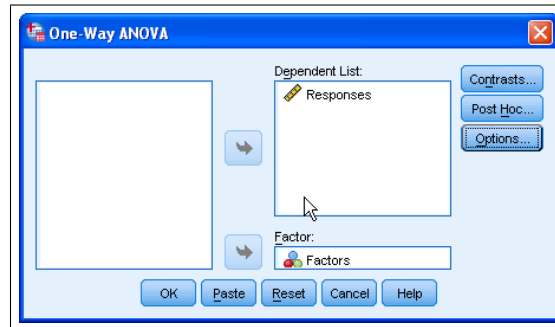 One-Way ANOVA
Dependent List:
Responses
Contrasts...
Post Hoc...
Options...
Factor:
Factors
OK Paste Reset Cancel Help